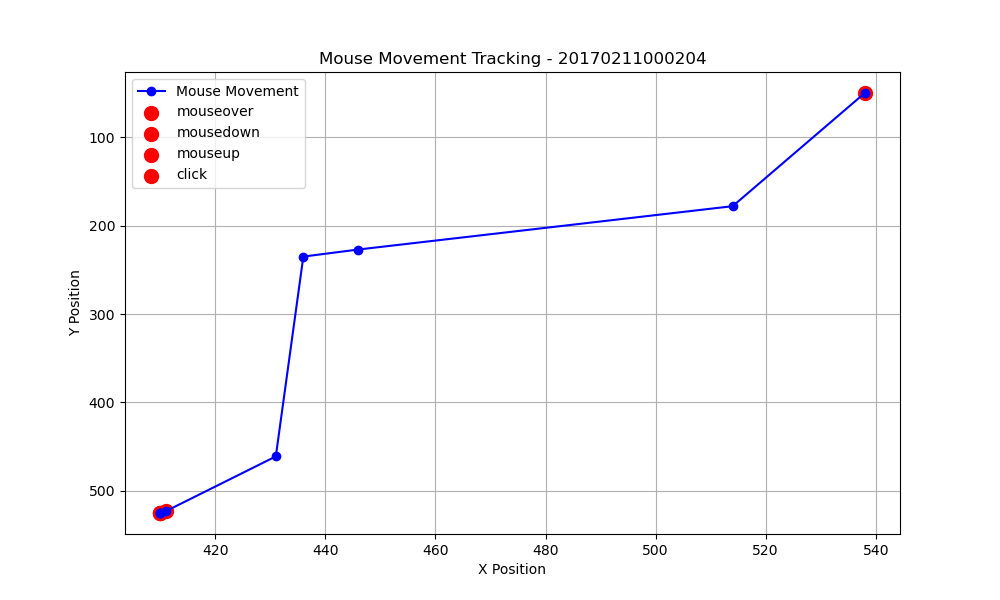 Mouse Movement Tracking - 20170211000204
Mouse Movement
mouseover
mousedown
mouseup
click
100
200
300
400
500
Y Position
420
440
460
480
500
520
540
X Position